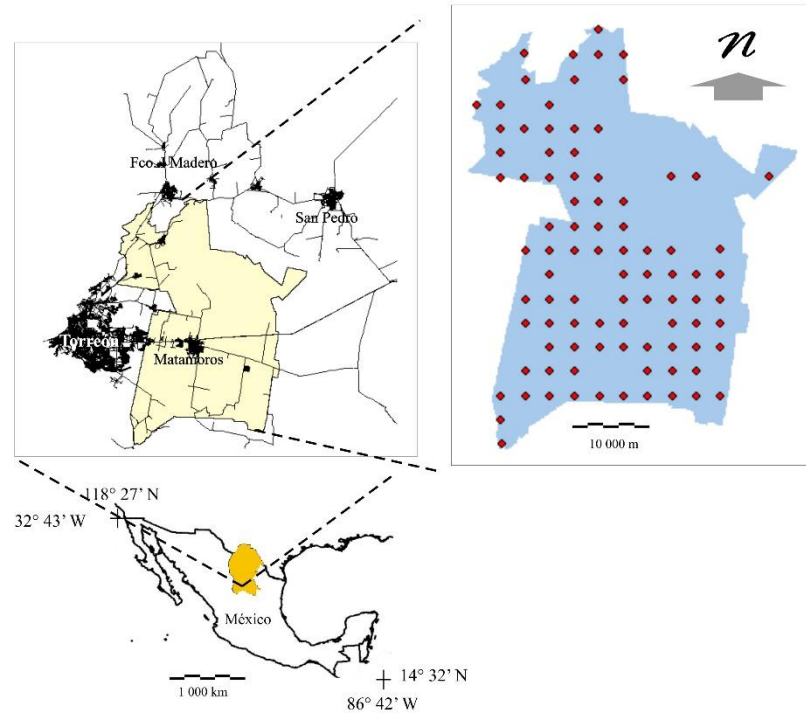 Fco. I Madero
San Pedro
Torreón
Matamoros
n
10 000 m
118° 27’ N
32° 43’ W
México
1 000 km
14° 32’ N
86° 42’ W